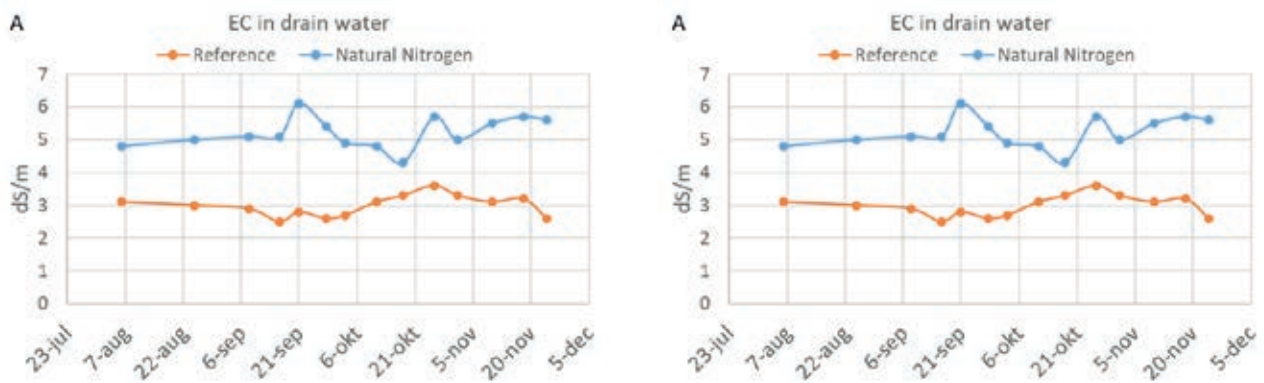 A
EC in drain water
Reference Natural Nitrogen
7
6
5
4
3
2
1
0
dS/m
23-jul 7-aug 22-aug 6-sep 21-sep 6-okt 21-okt 5-nov 20-nov 5-dec
A
EC in drain water
Reference Natural Nitrogen
7
6
5
4
3
2
1
0
dS/m
23-jul 7-aug 22-aug 6-sep 21-sep 6-okt 21-okt 5-nov 20-nov 5-dec